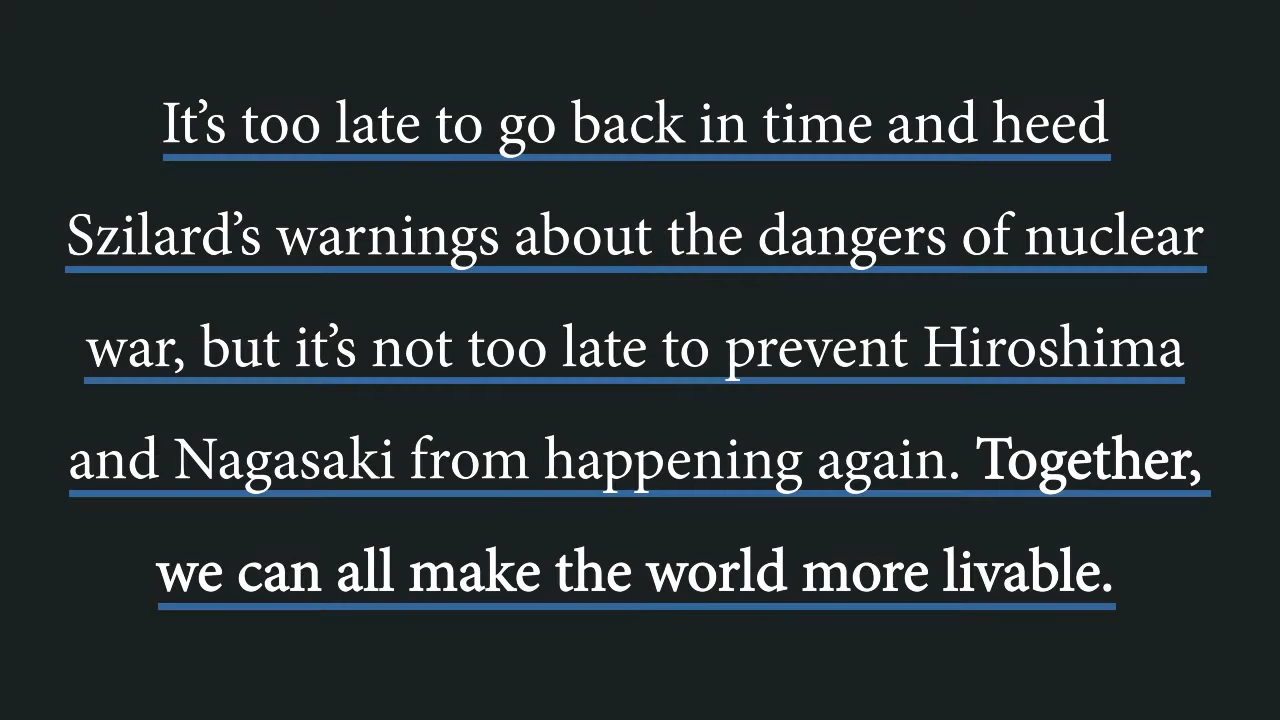 It’s too late to go back in time and heed
Szilard’s warnings about the dangers of nuclear
war, but it’s not too late to prevent Hiroshima
and Nagasaki from happening again. Together,
we can all make the world more livable.